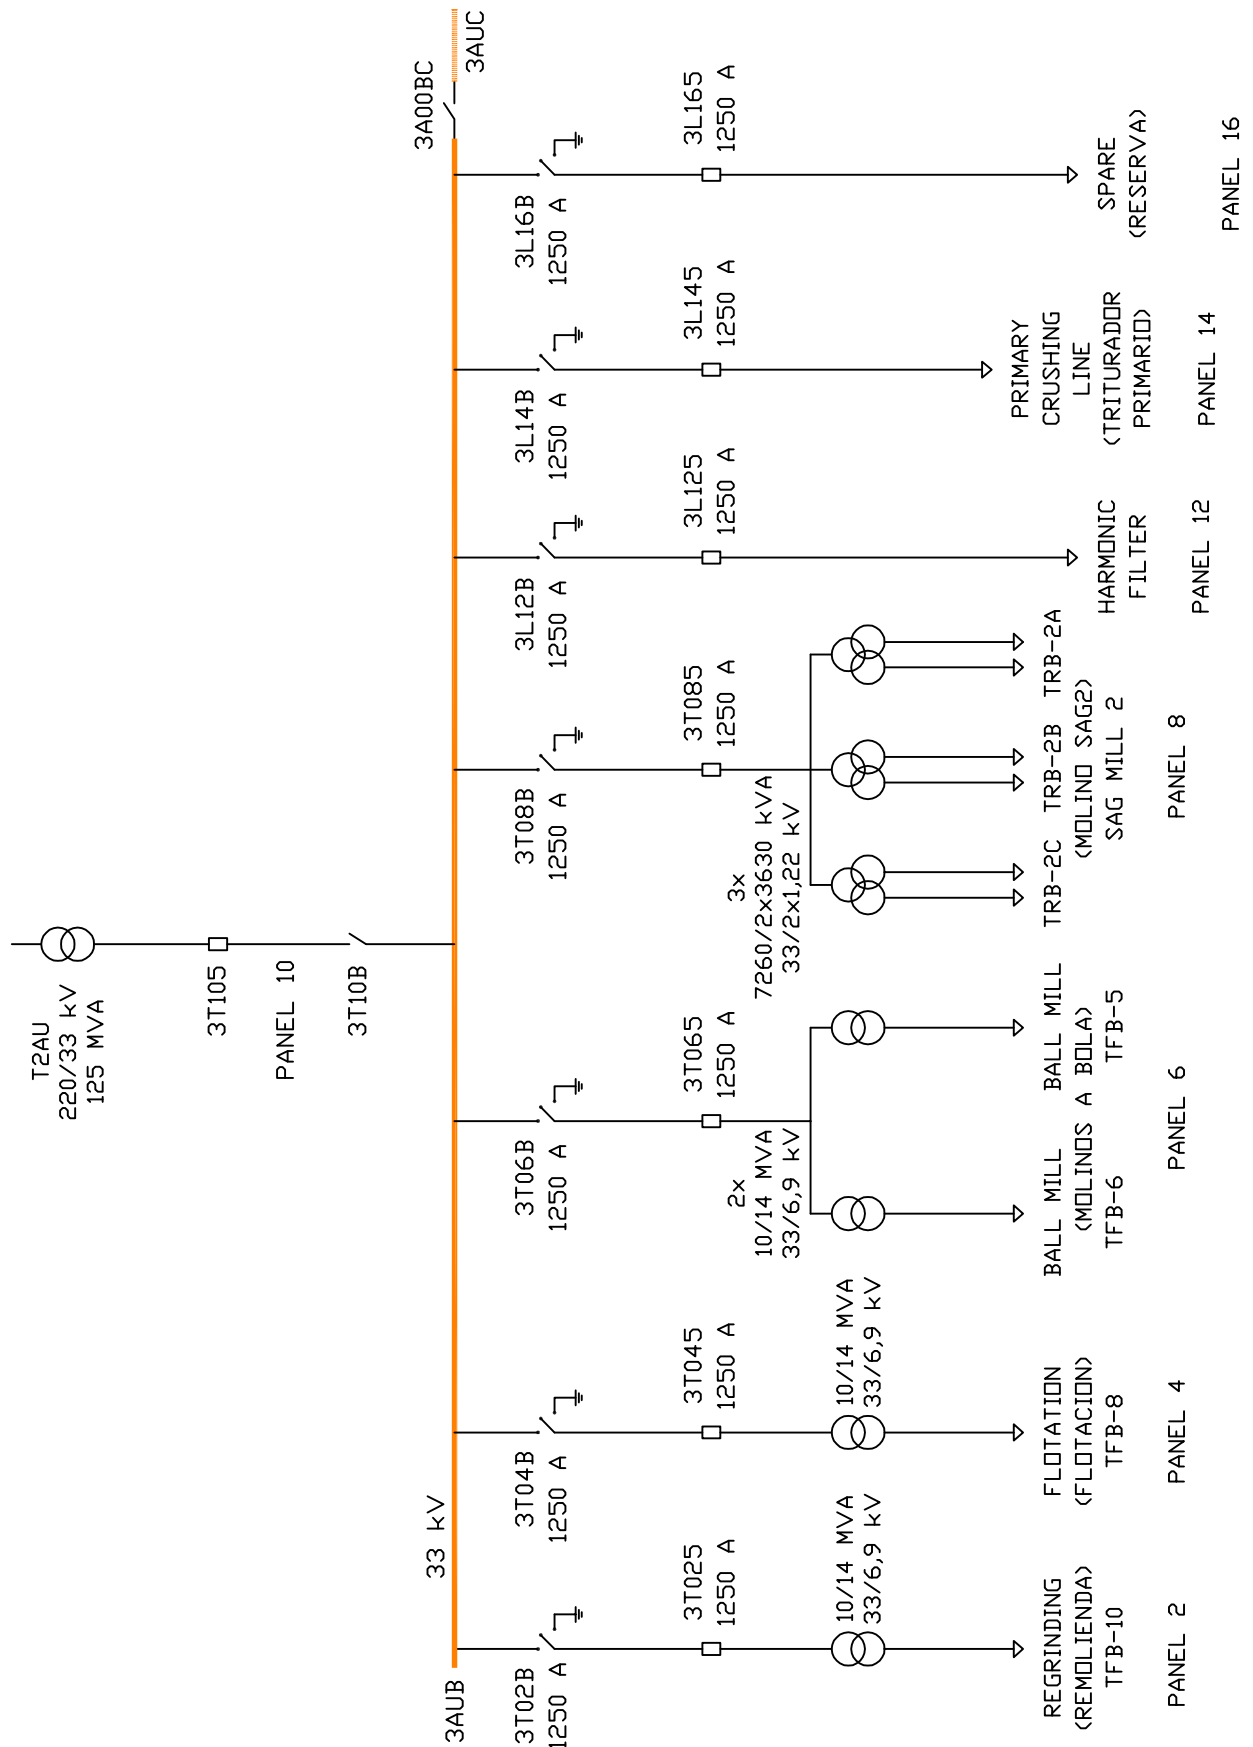 T2AU
220/33 kV
125 MVA
3T105
PANEL 10
3T10B
33 kV
3AUB
3A00BC
3AUC
3T02B
1250 A
3T025
1250 A
10/14 MVA
33/6,9 kV
REGRINDING
(REMOLIENDA)
TFB-10
PANEL 2
3T04B
1250 A
3T045
1250 A
10/14 MVA
33/6,9 kV
FLOTATION
(FLOTACION)
TFB-8
PANEL 4
3T06B
1250 A
3T065
1250 A
2x
10/14 MVA
33/6,9 kV
BALL MILL BALL MILL
(MOLINOS A BOLA)
TFB-6 TFB-5
PANEL 6
3T08B
1250 A
3T085
1250 A
3x
7260/2x3630 kVA
33/2x1,22 kV
TRB-2C TRB-2B TRB-2A
(MOLINO SAG2)
SAG MILL 2
PANEL 8
3L12B
1250 A
3L125
1250 A
HARMONIC
FILTER
PANEL 12
3L14B
1250 A
3L145
1250 A
PRIMARY
CRUSHING
LINE
(TRITURADOR
PRIMARIO)
PANEL 14
3L16B
1250 A
3L165
1250 A
SPARE
(RESERVA)
PANEL 16